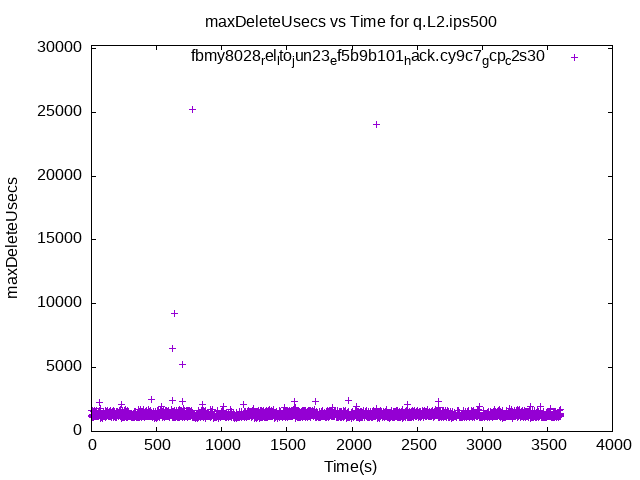 maxDeleteUsecs vs Time for q.L2.ips500
30000
fbmy8028relltojun23ef5b9b101hack.cy9c7gcpc2s30
25000
20000
15000
10000
5000
0
maxDeleteUsecs
0 500 1000 1500 2000 2500 3000 3500 4000
Time(s)